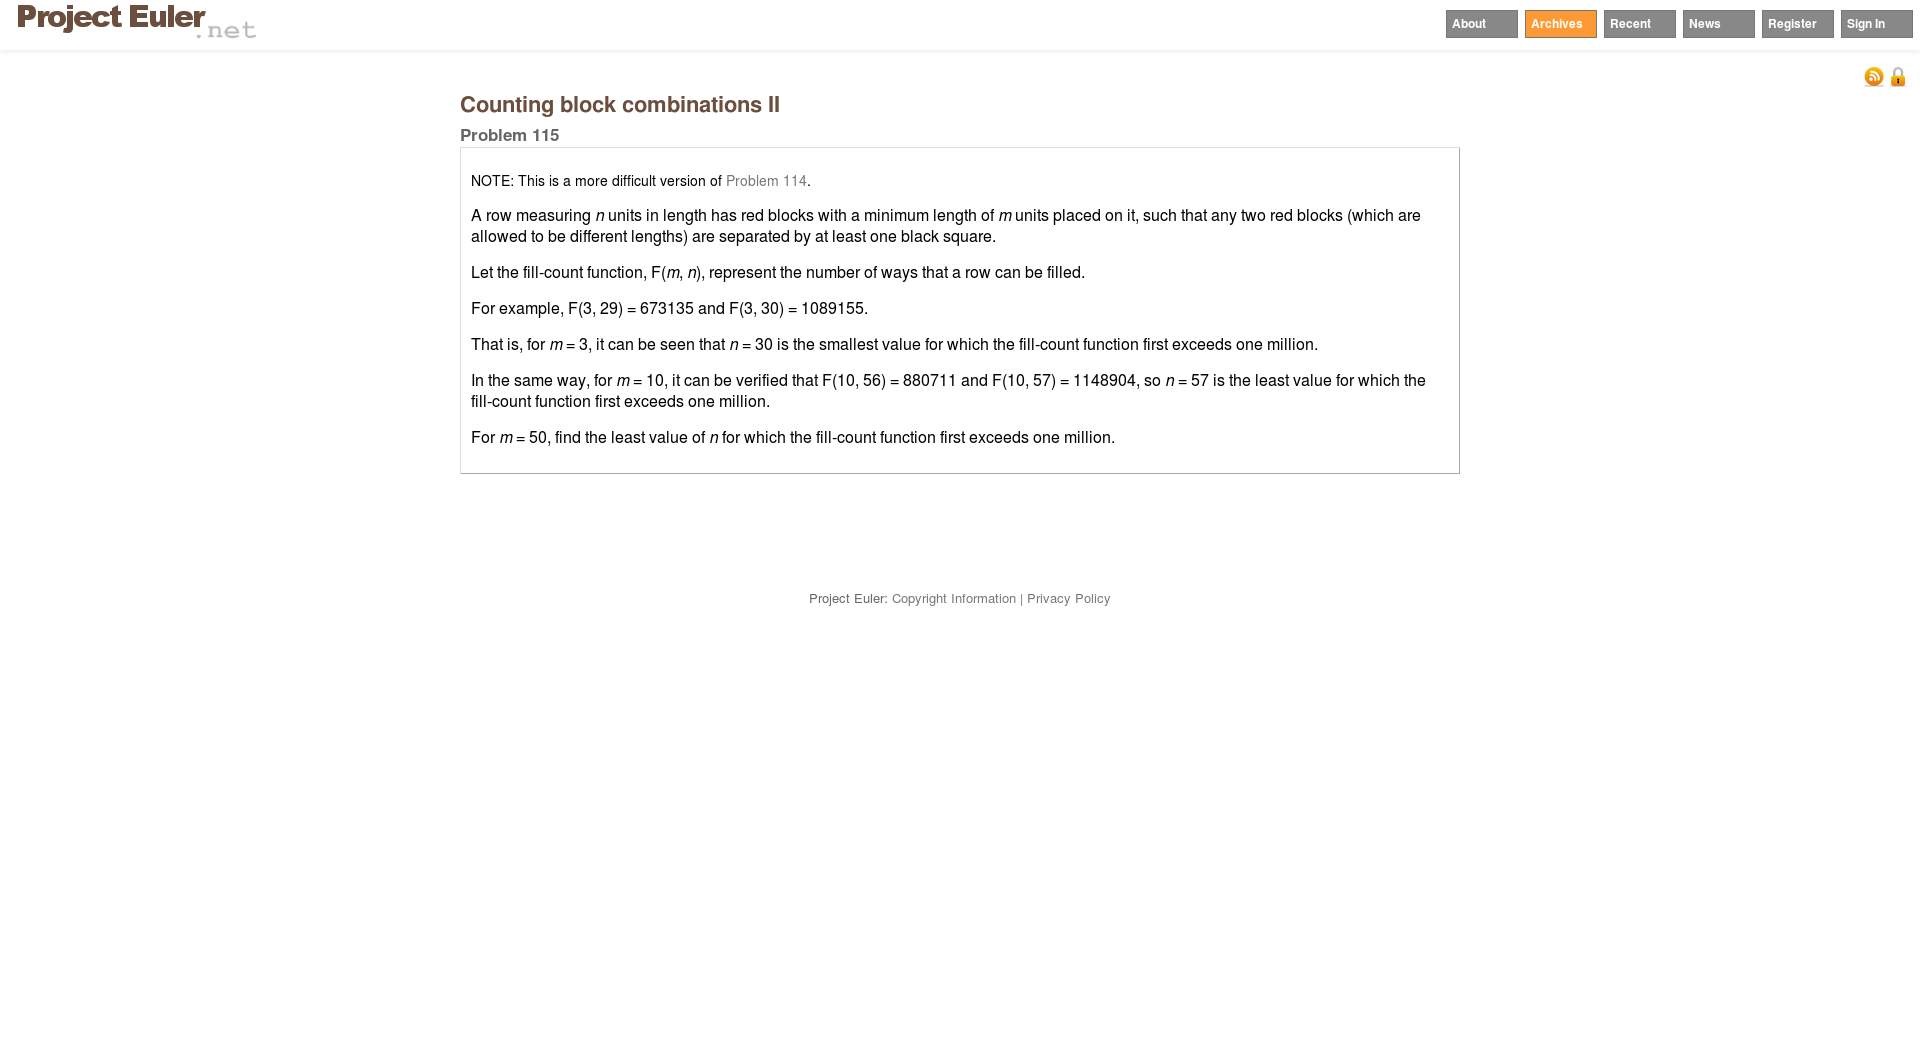 Project Euler.net
About Archives Recent News Register Sign In
Counting block combinations II
Problem 115
NOTE: This is a more difficult version of Problem 114.
A row measuring n units in length has red blocks with a minimum length of m units placed on it, such that any two red blocks (which are
allowed to be different lengths) are separated by at least one black square.
Let the fill-count function, F(m, n), represent the number of ways that a row can be filled.
For example, F(3, 29) = 673135 and F(3, 30) = 1089155.
That is, for m = 3, it can be seen that n = 30 is the smallest value for which the fill-count function first exceeds one million.
In the same way, for m = 10, it can be verified that F(10, 56) = 880711 and F(10, 57) = 1148904, so n = 57 is the least value for which the
fill-count function first exceeds one million.
For m = 50, find the least value of n for which the fill-count function first exceeds one million.
Project Euler: Copyright Information | Privacy Policy